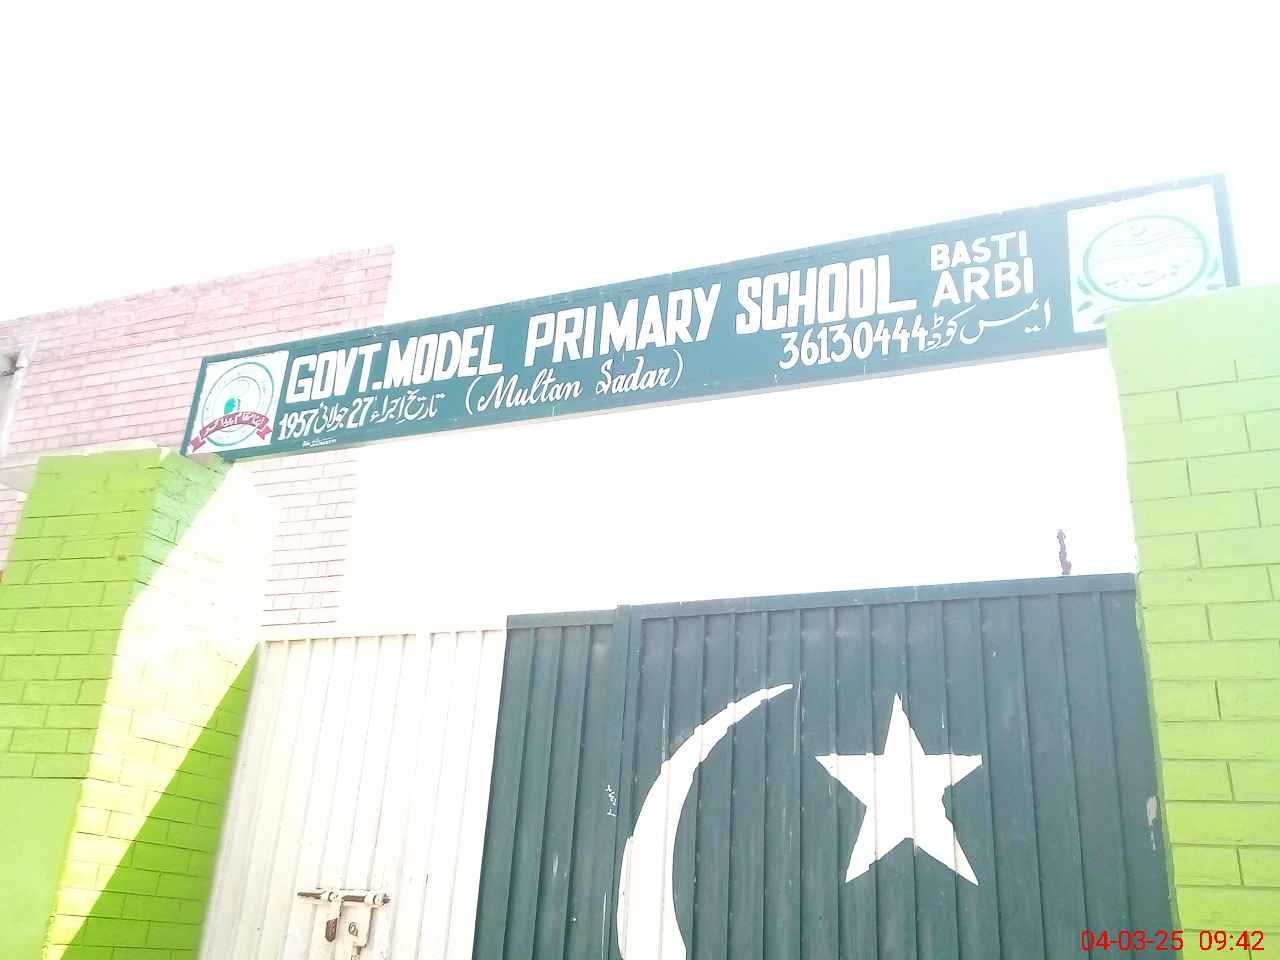 GOVT. MODEL PRIMARY SCHOOL BASTI ARBI
(Multan Sadar)
ایمس کوڈ 36130444
تاریخ اجراء 27 جولائی 1957
04-03-25 09:42